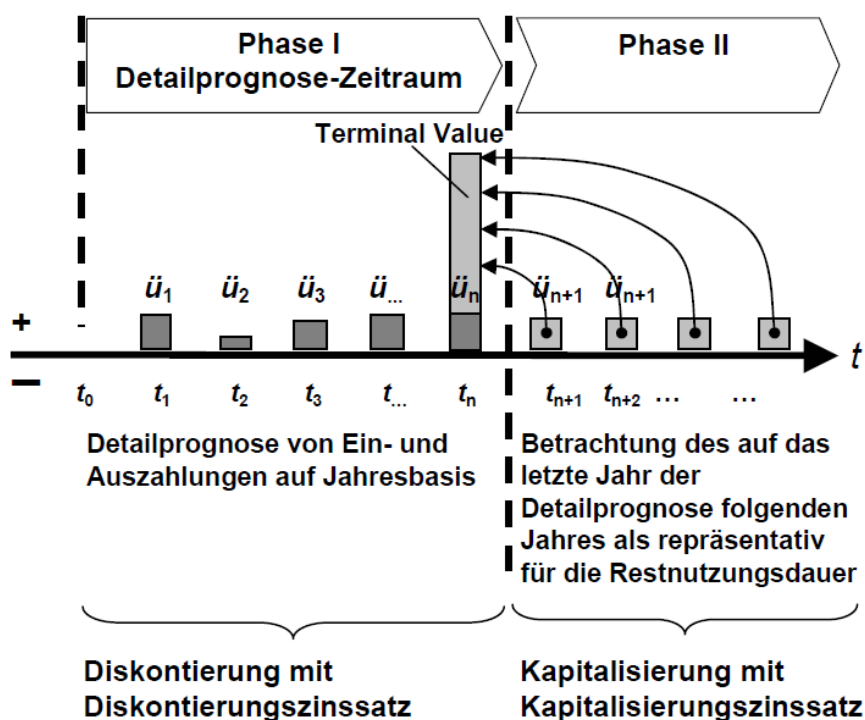 Phase I
Detailprognose-Zeitraum
Phase II
Terminal Value
ü1 ü2 ü3 ü... ün ün+1 ün+1
+
−
t
t0 t1 t2 t3 t... tn tn+1 tn+2 ... ...
Detailprognose von Ein- und
Auszahlungen auf Jahresbasis
Betrachtung des auf das
letzte Jahr der
Detailprognose folgenden
Jahres als repräsentativ
für die Restnutzungsdauer
Diskontierung mit
Diskontierungszinssatz
Kapitalisierung mit
Kapitalisierungszinssatz